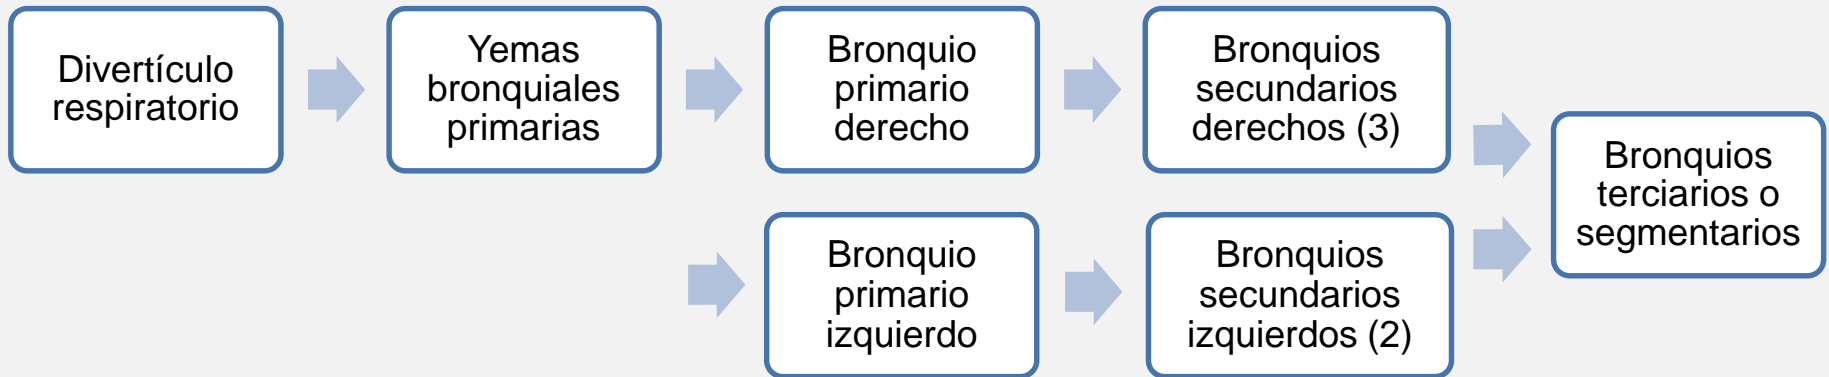 Divertículo
respiratorio
Yemas
bronquiales
primarias
Bronquio
primario
derecho
Bronquios
secundarios
derechos (3)
Bronquio
primario
izquierdo
Bronquios
secundarios
izquierdos (2)
Bronquios
terciarios o
segmentarios